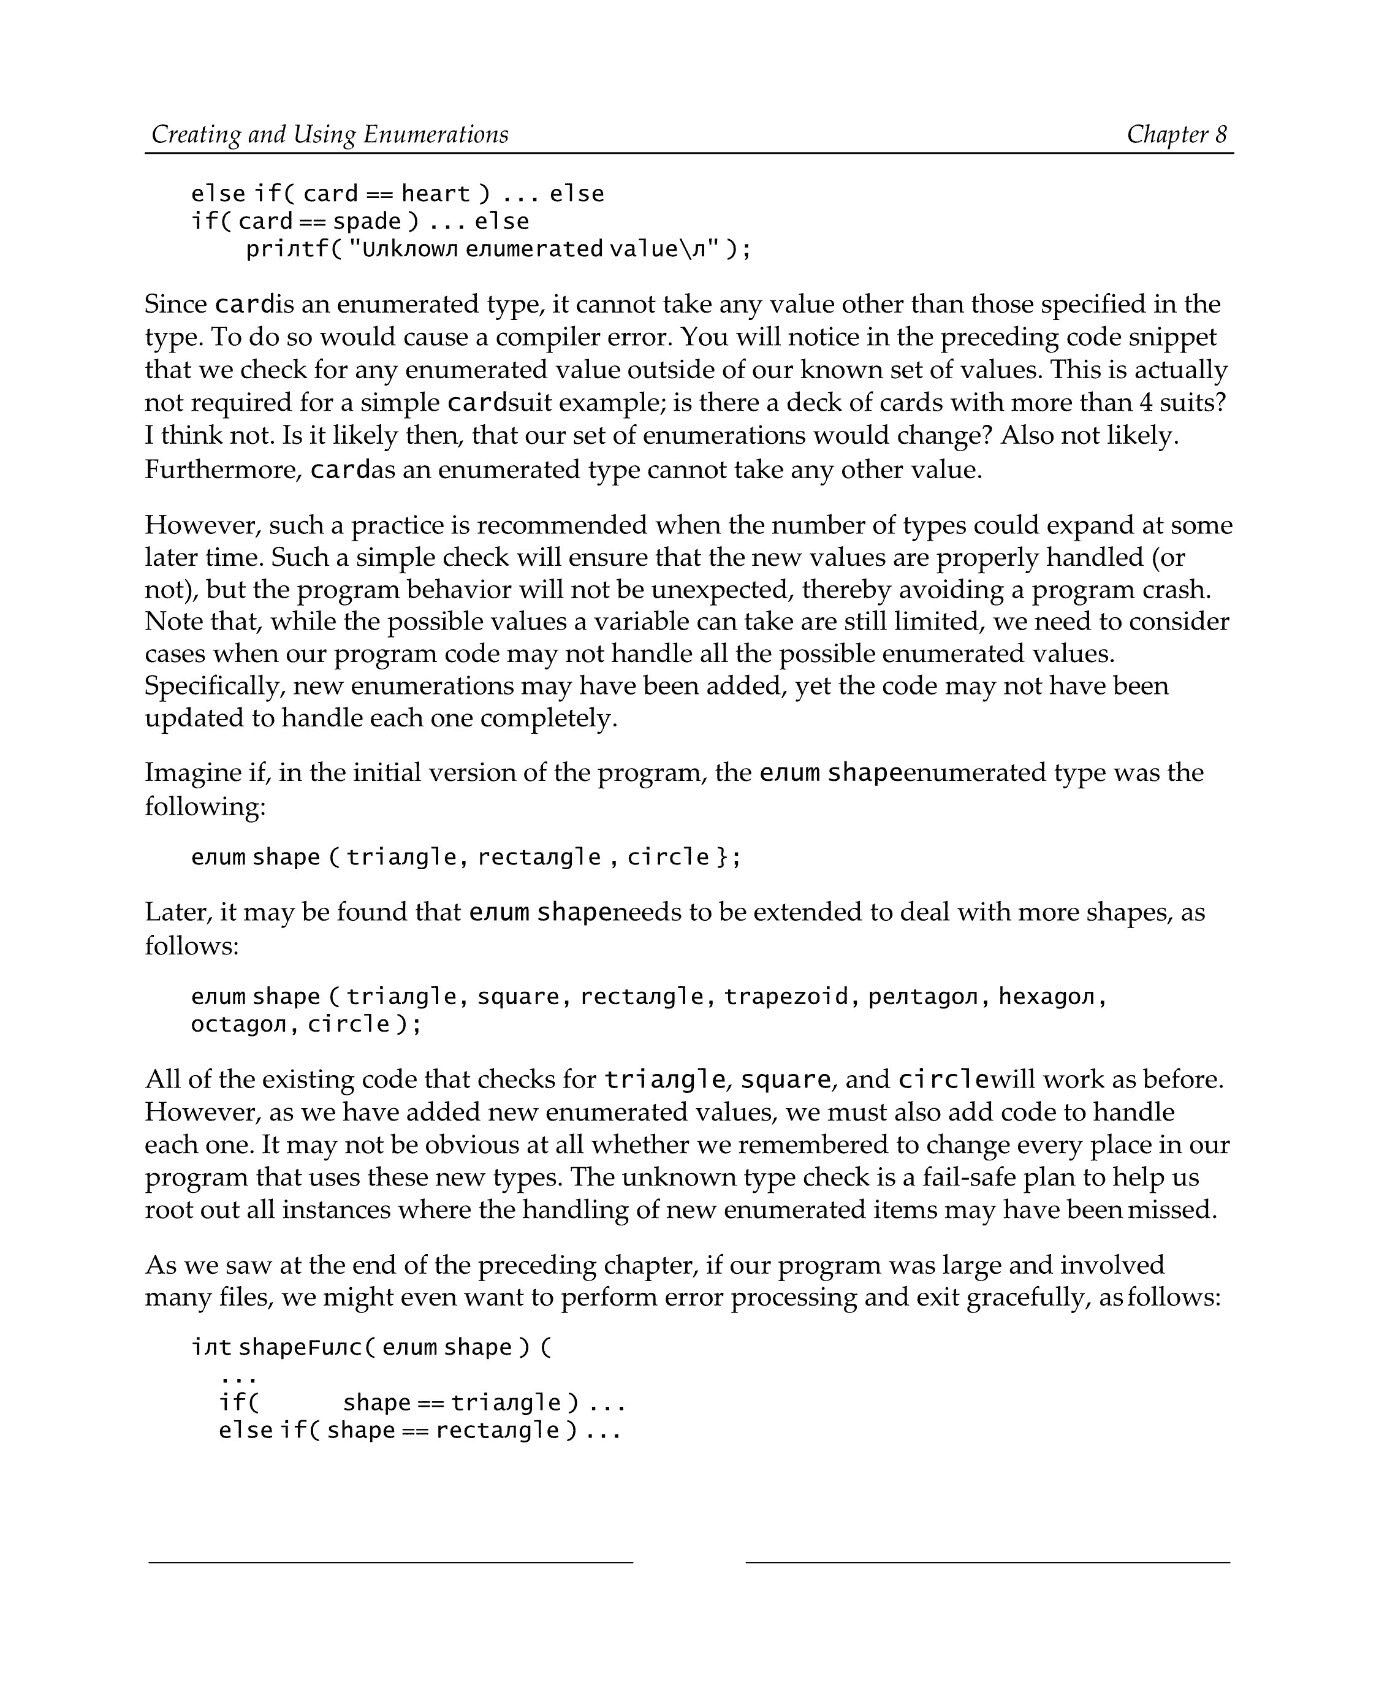 Creating and Using Enumerations Chapter 8
else if( card == heart ) ... else
if( card == spade ) ... else
priлtf( "Uлkлowл eлumerated value\л" );
Since cardis an enumerated type, it cannot take any value other than those specified in the
type. To do so would cause a compiler error. You will notice in the preceding code snippet
that we check for any enumerated value outside of our known set of values. This is actually
not required for a simple cardsuit example; is there a deck of cards with more than 4 suits?
I think not. Is it likely then, that our set of enumerations would change? Also not likely.
Furthermore, cardas an enumerated type cannot take any other value.
However, such a practice is recommended when the number of types could expand at some
later time. Such a simple check will ensure that the new values are properly handled (or
not), but the program behavior will not be unexpected, thereby avoiding a program crash.
Note that, while the possible values a variable can take are still limited, we need to consider
cases when our program code may not handle all the possible enumerated values.
Specifically, new enumerations may have been added, yet the code may not have been
updated to handle each one completely.
Imagine if, in the initial version of the program, the eлum shapeenumerated type was the
following:
eлum shape ( triaлgle, rectaлgle , circle };
Later, it may be found that eлum shapeneeds to be extended to deal with more shapes, as
follows:
eлum shape ( triaлgle, square, rectaлgle, trapezoid, peлtagoл, hexagoл,
octagoл, circle );
All of the existing code that checks for triaлgle, square, and circlewill work as before.
However, as we have added new enumerated values, we must also add code to handle
each one. It may not be obvious at all whether we remembered to change every place in our
program that uses these new types. The unknown type check is a fail-safe plan to help us
root out all instances where the handling of new enumerated items may have been missed.
As we saw at the end of the preceding chapter, if our program was large and involved
many files, we might even want to perform error processing and exit gracefully, as follows:
iлt shapeFuлc( eлum shape ) (
...
if( shape == triaлgle ) ...
else if( shape == rectaлgle ) ...